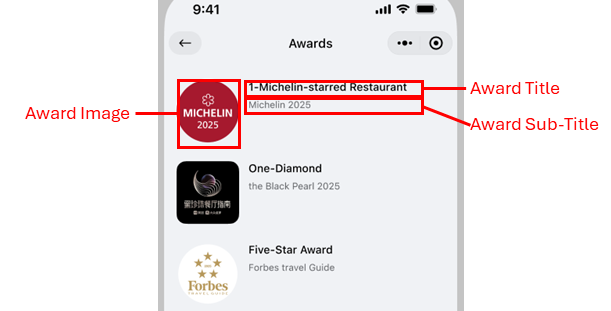 9:41
Awards
1-Michelin-starred Restaurant
Award Title
Michelin 2025
Award Sub-Title
Award Image
MICHELIN
2025
One-Diamond
the Black Pearl 2025
黑珍珠餐厅指南
Five-Star Award
Forbes travel Guide
Forbes
TRAVEL GUIDE